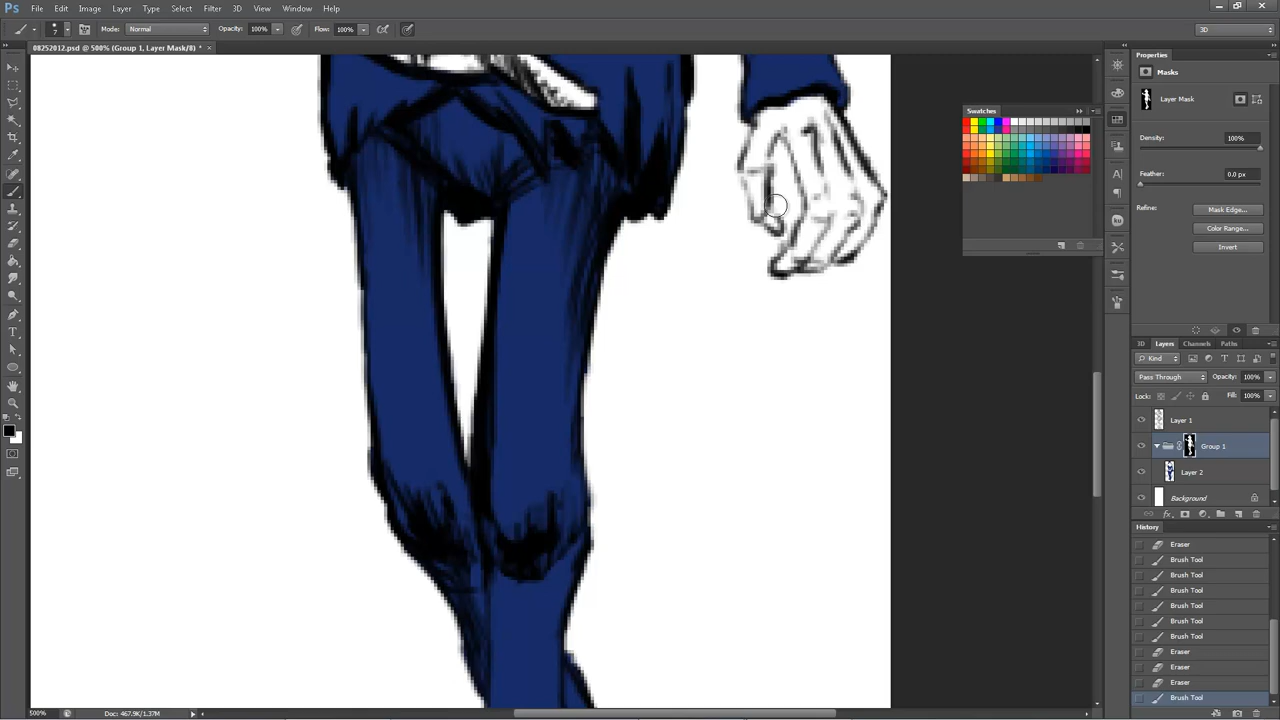 Ps File Edit Image Layer Type Select Filter 3D View Window Help
7 Mode: Normal Opacity: 100% Flow: 100% 3D
08252012.psd @ 500% (Group 1, Layer Mask/8) * ×
Properties
Masks
Layer Mask
Density: 100%
Feather: 0.0 px
Refine: Mask Edge...
Color Range...
Invert
Swatches
3D Layers Channels Paths
Kind
Pass Through Opacity: 100%
Lock: Fill: 100%
Layer 1
Group 1
Layer 2
Background
fx
History
Eraser
Brush Tool
Brush Tool
Brush Tool
Brush Tool
Brush Tool
Brush Tool
Eraser
Eraser
Eraser
Brush Tool
500% Doc: 467.9K/1.37M